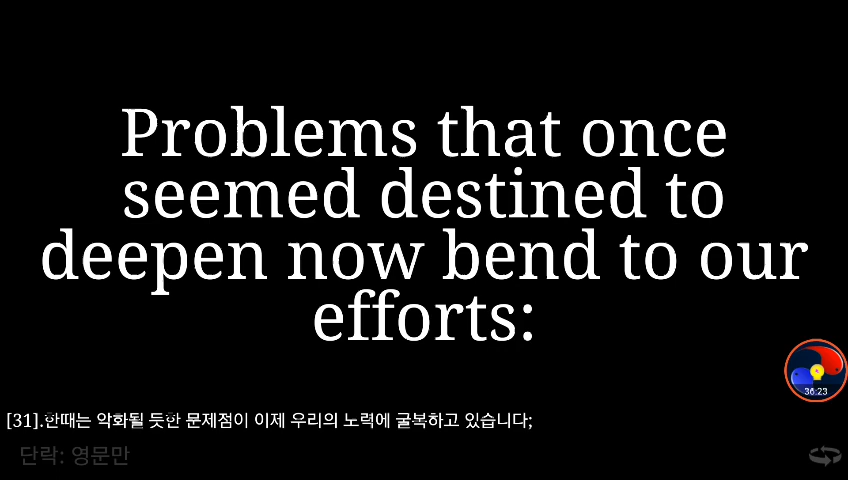 Problems that once
seemed destined to
deepen now bend to our
efforts:
36:23
[31].한때는 악화될 듯한 문제점이 이제 우리의 노력에 굴복하고 있습니다;
단락: 영문만